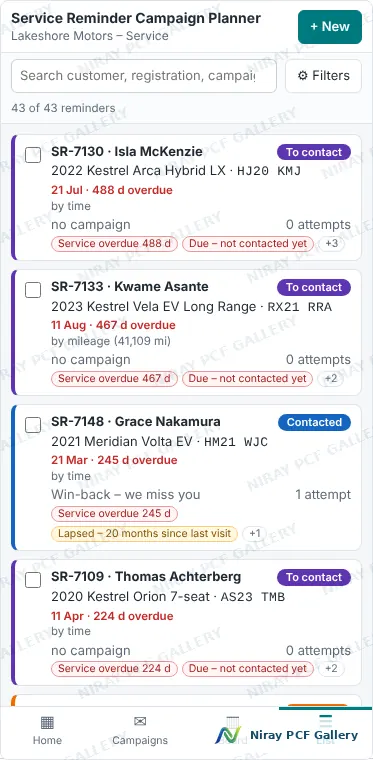 Service Reminder Campaign Planner
Lakeshore Motors – Service
+ New
Search customer, registration, campai
⚙ Filters
43 of 43 reminders
SR-7130 · Isla McKenzie
To contact
2022 Kestrel Arca Hybrid LX · HJ20 KMJ
21 Jul · 488 d overdue
by time
no campaign
0 attempts
Service overdue 488 d
Due – not contacted yet
+3
SR-7133 · Kwame Asante
To contact
2023 Kestrel Vela EV Long Range · RX21 RRA
11 Aug · 467 d overdue
by mileage (41,109 mi)
no campaign
0 attempts
Service overdue 467 d
Due – not contacted yet
+2
SR-7148 · Grace Nakamura
Contacted
2021 Meridian Volta EV · HM21 WJC
21 Mar · 245 d overdue
by time
Win-back – we miss you
1 attempt
Service overdue 245 d
Lapsed – 20 months since last visit
+1
SR-7109 · Thomas Achterberg
To contact
2020 Kestrel Orion 7-seat · AS23 TMB
11 Apr · 224 d overdue
by time
no campaign
0 attempts
Service overdue 224 d
Due – not contacted yet
+2
Home
Campaigns
Niray PCF Gallery
NIRAY PCF GALLERY